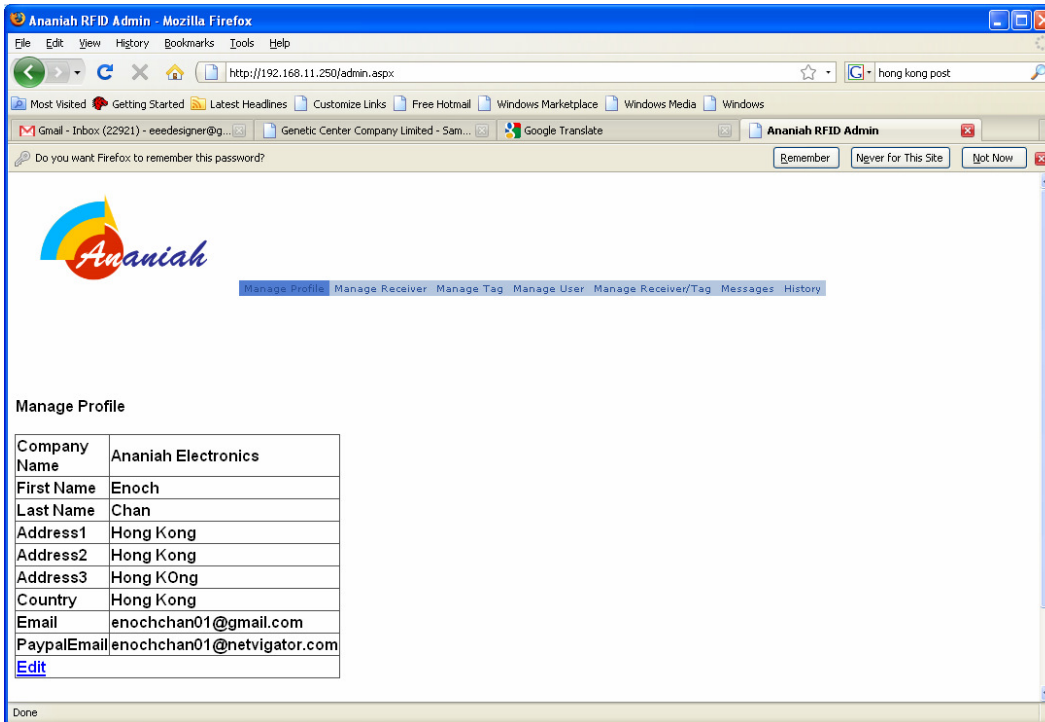 Ananiah RFID Admin - Mozilla Firefox
File Edit View History Bookmarks Tools Help
http://192.168.11.250/admin.aspx
G hong kong post
Most Visited Getting Started Latest Headlines Customize Links Free Hotmail Windows Marketplace Windows Media Windows
Gmail - Inbox (22921) - eeedesigner@g... Genetic Center Company Limited - Sam... Google Translate Ananiah RFID Admin
Do you want Firefox to remember this password? Remember Never for This Site Not Now
Ananiah
Manage Profile Manage Receiver Manage Tag Manage User Manage Receiver/Tag Messages History
Manage Profile
Company
Name Ananiah Electronics
First Name Enoch
Last Name Chan
Address1 Hong Kong
Address2 Hong Kong
Address3 Hong KOng
Country Hong Kong
Email enochchan01@gmail.com
PaypalEmail enochchan01@netvigator.com
Edit
Done